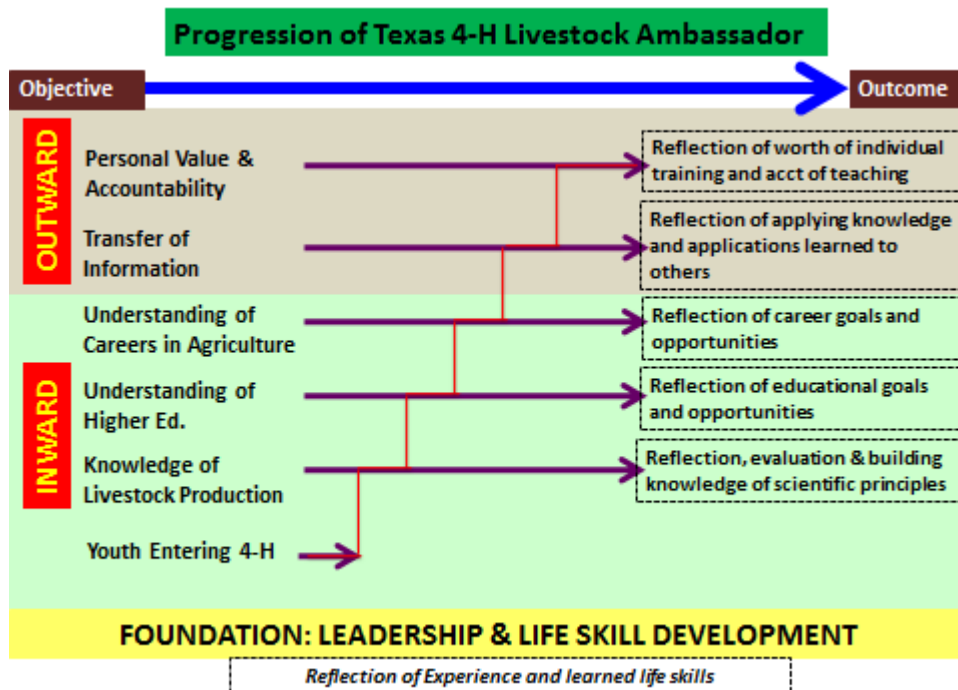 Progression of Texas 4-H Livestock Ambassador
Objective
Outcome
OUTWARD
Personal Value &
Accountability
Reflection of worth of individual
training and acct of teaching
Transfer of
Information
Reflection of applying knowledge
and applications learned to
others
INWARD
Understanding of
Careers in Agriculture
Reflection of career goals and
opportunities
Understanding of
Higher Ed.
Reflection of educational goals
and opportunities
Knowledge of
Livestock Production
Reflection, evaluation & building
knowledge of scientific principles
Youth Entering 4-H
FOUNDATION: LEADERSHIP & LIFE SKILL DEVELOPMENT
Reflection of Experience and learned life skills